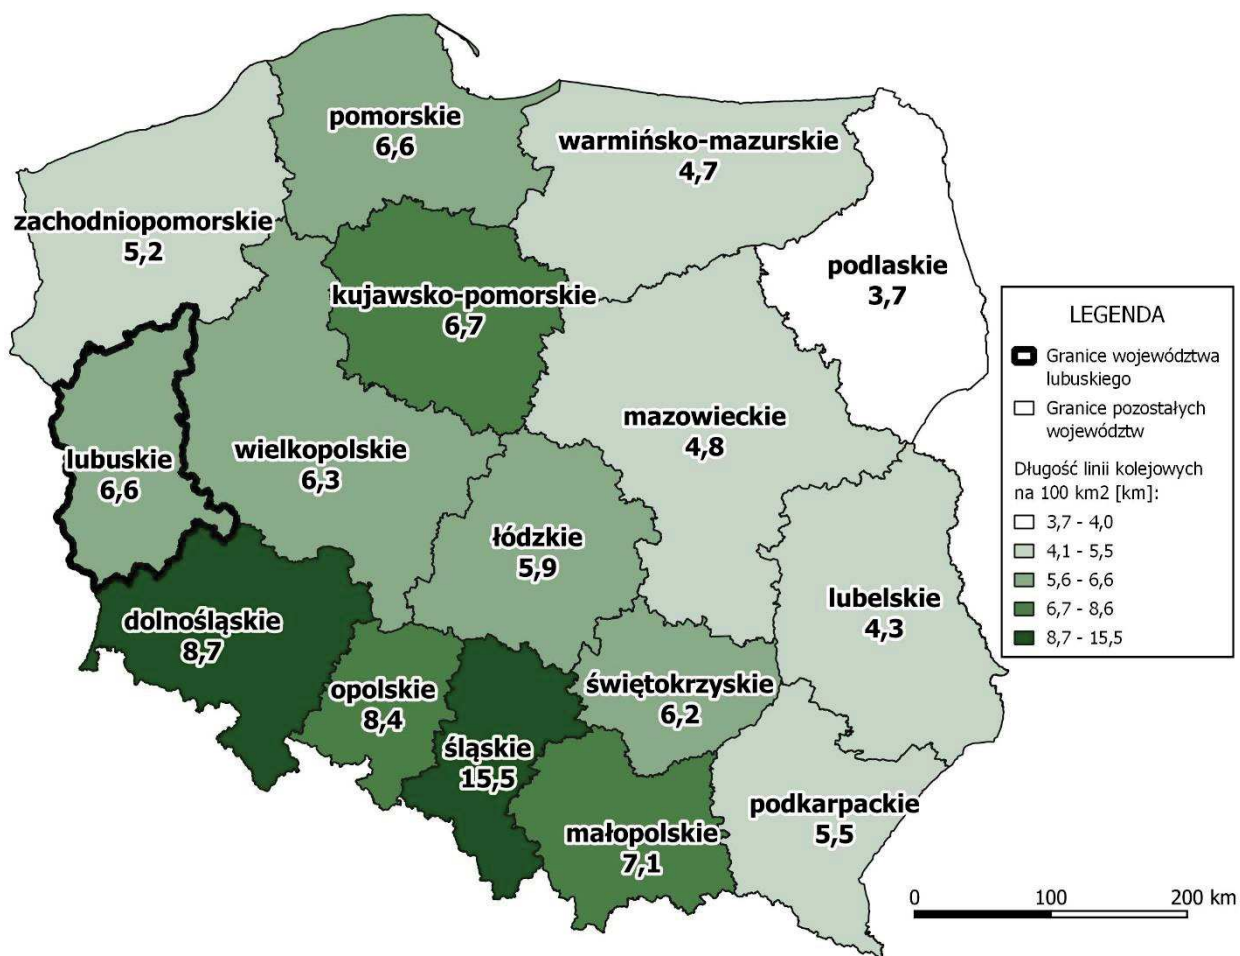 pomorskie
6,6
warmińsko-mazurskie
4,7
zachodniopomorskie
5,2
podlaskie
3,7
kujawsko-pomorskie
6,7
mazowieckie
4,8
wielkopolskie
6,3
lubuskie
6,6
łódzkie
5,9
lubelskie
4,3
dolnośląskie
8,7
opolskie
8,4
świętokrzyskie
6,2
śląskie
15,5
podkarpackie
5,5
małopolskie
7,1
LEGENDA
Granice województwa
lubuskiego
Granice pozostałych
województw
Długość linii kolejowych
na 100 km2 [km]:
3,7 - 4,0
4,1 - 5,5
5,6 - 6,6
6,7 - 8,6
8,7 - 15,5
0 100 200 km